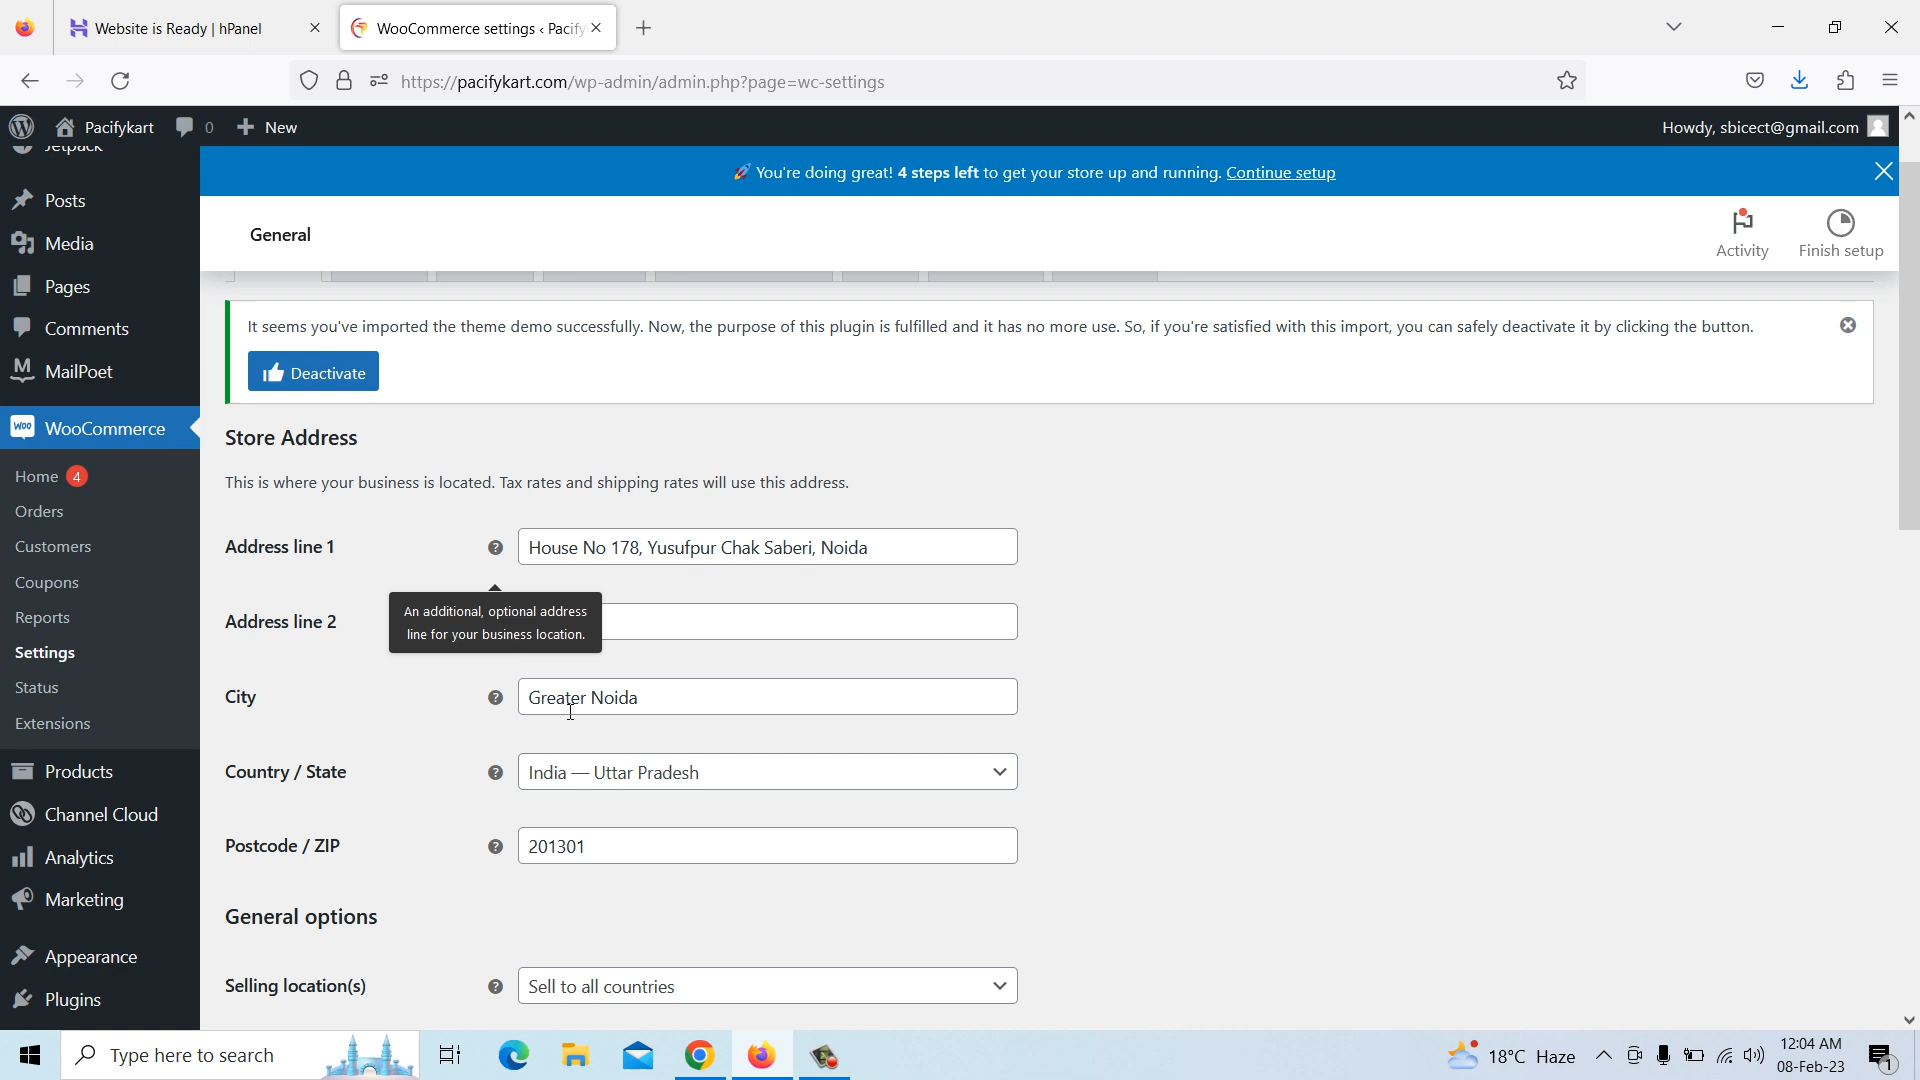 Website is Ready | hPanel
WooCommerce settings ‹ Pacify
https://pacifykart.com/wp-admin/admin.php?page=wc-settings
Pacifykart
0
New
Howdy, sbicect@gmail.com
Jetpack
Posts
Media
Pages
Comments
MailPoet
WooCommerce
Home 4
Orders
Customers
Coupons
Reports
Settings
Status
Extensions
Products
Channel Cloud
Analytics
Marketing
Appearance
Plugins
🚀 You're doing great! 4 steps left to get your store up and running. Continue setup
General
Activity
Finish setup
It seems you've imported the theme demo successfully. Now, the purpose of this plugin is fulfilled and it has no more use. So, if you're satisfied with this import, you can safely deactivate it by clicking the button.
Deactivate
Store Address
This is where your business is located. Tax rates and shipping rates will use this address.
Address line 1
House No 178, Yusufpur Chak Saberi, Noida
An additional, optional address
line for your business location.
Address line 2
City
Greater Noida
Country / State
India — Uttar Pradesh
Postcode / ZIP
201301
General options
Selling location(s)
Sell to all countries
Type here to search
18°C Haze
12:04 AM
08-Feb-23
1